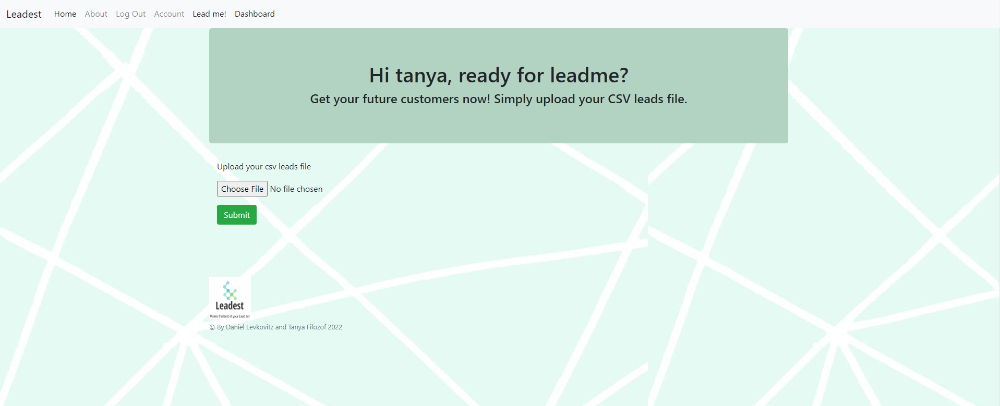 Leadest Home About Log Out Account Lead me! Dashboard
Hi tanya, ready for leadme?
Get your future customers now! Simply upload your CSV leads file.
Upload your csv leads file
Choose File No file chosen
Submit
Leadest
Makes the best of your Lead set
© By Daniel Levkovitz and Tanya Filozof 2022